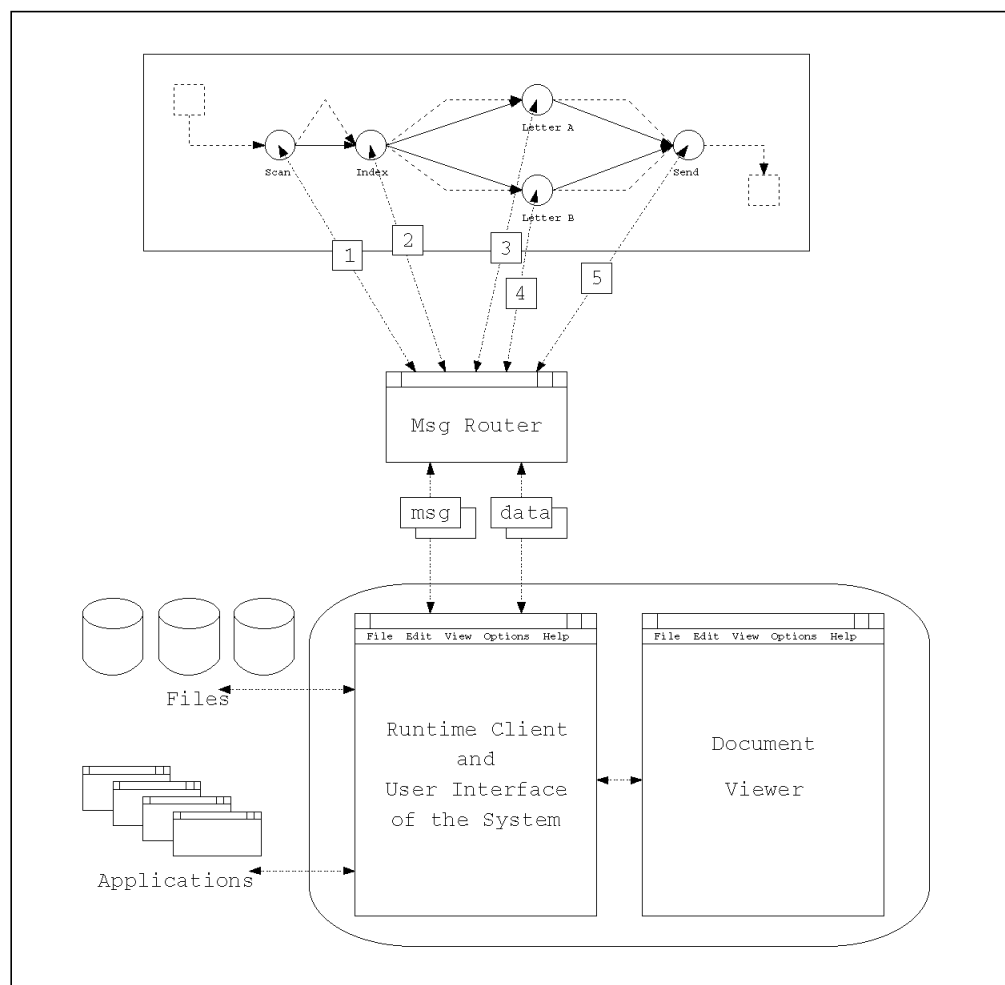 Letter A
Scan
Index
Send
Letter B
1
2
3
4
5
Msg Router
msg
data
File Edit View Options Help
File Edit View Options Help
Files
Runtime Client
and
User Interface
of the System
Document
Viewer
Applications